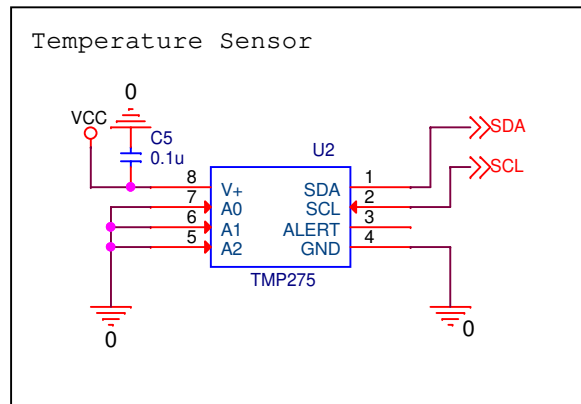 Temperature Sensor
0
VCC
C5
0.1u
U2
SDA
SCL
8 V+ SDA 1
7 A0 SCL 2
6 A1 ALERT 3
5 A2 GND 4
TMP275
0
0